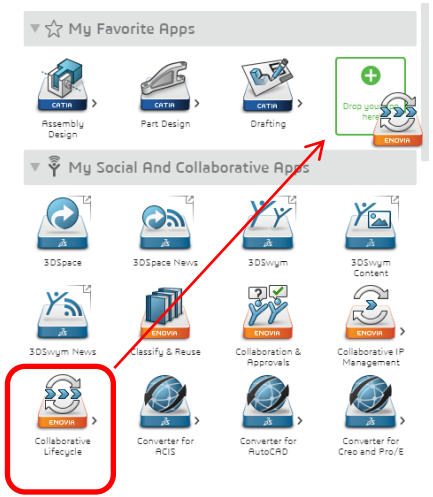 My Favorite Apps
CATIA
CATIA
CATIA
Drop your app
here
ENOVIA
Assembly
Design
Part Design
Drafting
My Social And Collaborative Apps
3DSpace
3DSpace News
3DSwym
3DSwym
Content
ENOVIA
ENOVIA
ENOVIA
3DSwym News
Classify & Reuse
Collaboration &
Approvals
Collaborative IP
Management
ENOVIA
Collaborative
Lifecycle
Converter for
ACIS
Converter for
AutoCAD
Converter for
Creo and Pro/E